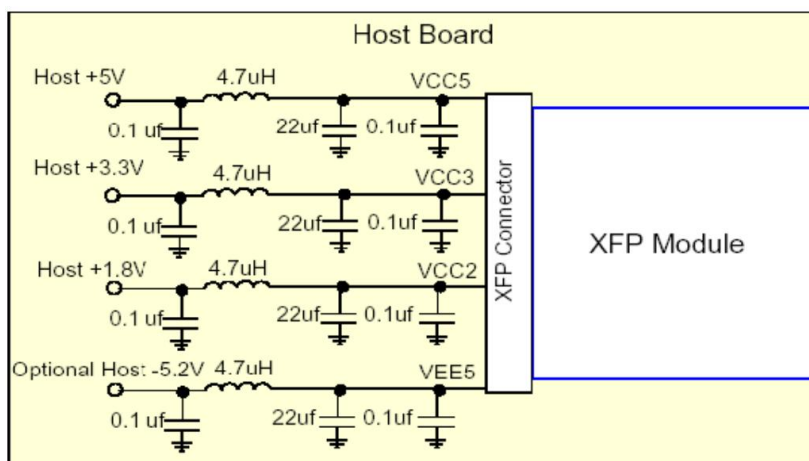 Host Board
Host +5V
4.7uH
VCC5
0.1 uf
22uf
0.1uf
Host +3.3V
4.7uH
VCC3
0.1 uf
22uf
0.1uf
Host +1.8V
4.7uH
VCC2
0.1 uf
22uf
0.1uf
Optional Host -5.2V
4.7uH
VEE5
0.1 uf
22uf
0.1uf
XFP Connector
XFP Module